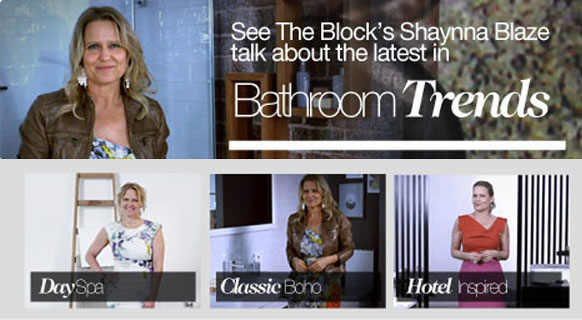 See The Block's Shaynna Blaze
talk about the latest in
Bathroom Trends
Day Spa
Classic Boho
Hotel Inspired